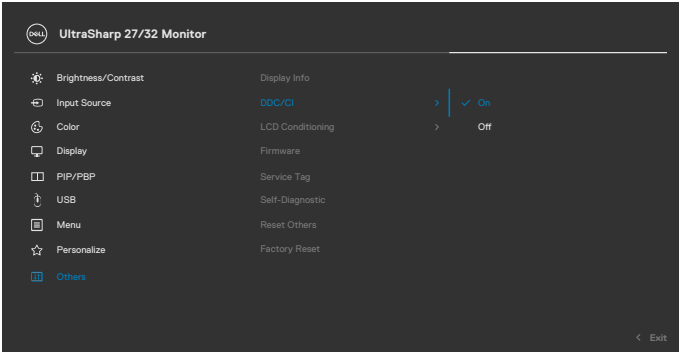 DELL UltraSharp 27/32 Monitor
Brightness/Contrast Display Info
Input Source DDC/CI On
Color LCD Conditioning Off
Display Firmware
PIP/PBP Service Tag
USB Self-Diagnostic
Menu Reset Others
Personalize Factory Reset
Others
Exit